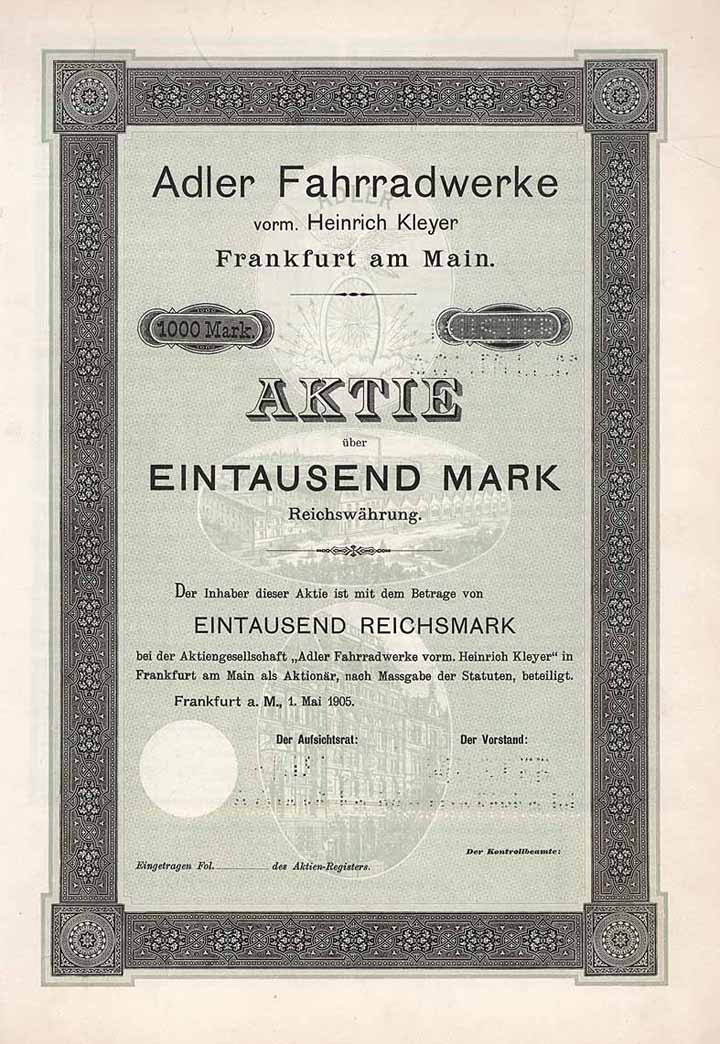 ADLER
Adler Fahrradwerke
vorm. Heinrich Kleyer
Frankfurt am Main.
1000 Mark.
AKTIE
über
EINTAUSEND MARK
Reichswährung.
Der Inhaber dieser Aktie ist mit dem Betrage von
EINTAUSEND REICHSMARK
bei der Aktiengesellschaft „Adler Fahrradwerke vorm. Heinrich Kleyer“ in
Frankfurt am Main als Aktionär, nach Massgabe der Statuten, beteiligt.
Frankfurt a. M., 1. Mai 1905.
Der Aufsichtsrat: Der Vorstand:
Der Kontrollbeamte:
Eingetragen Fol. des Aktien-Registers.